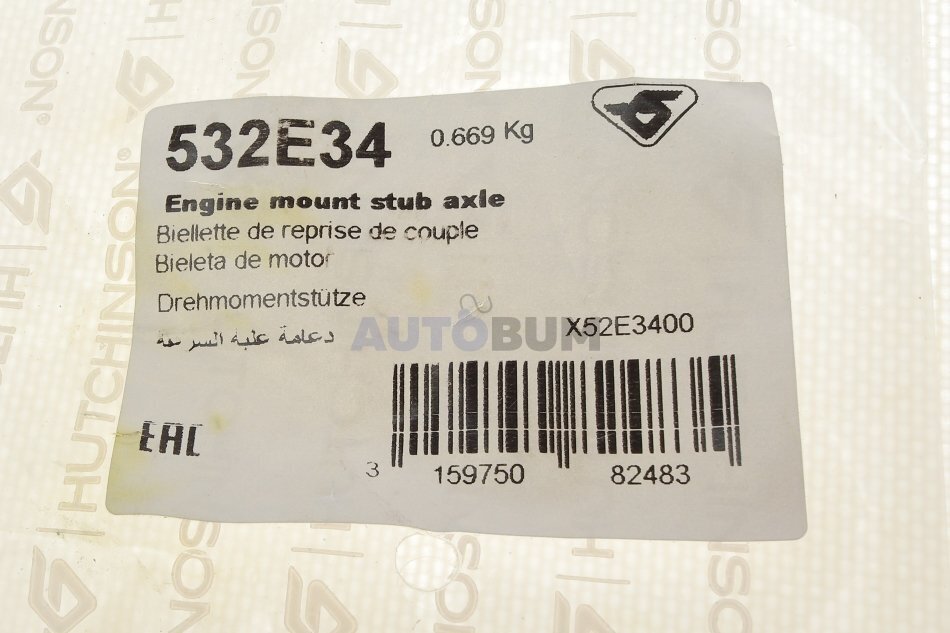 532E34 0.669 Kg
Engine mount stub axle
Biellette de reprise de couple
Bieleta de motor
Drehmomentstütze
دعامة علبة السرعة
AUTOBUM
X52E3400
EAC
3 159750 82483
HUTCHINSON®
HUTCHINSON